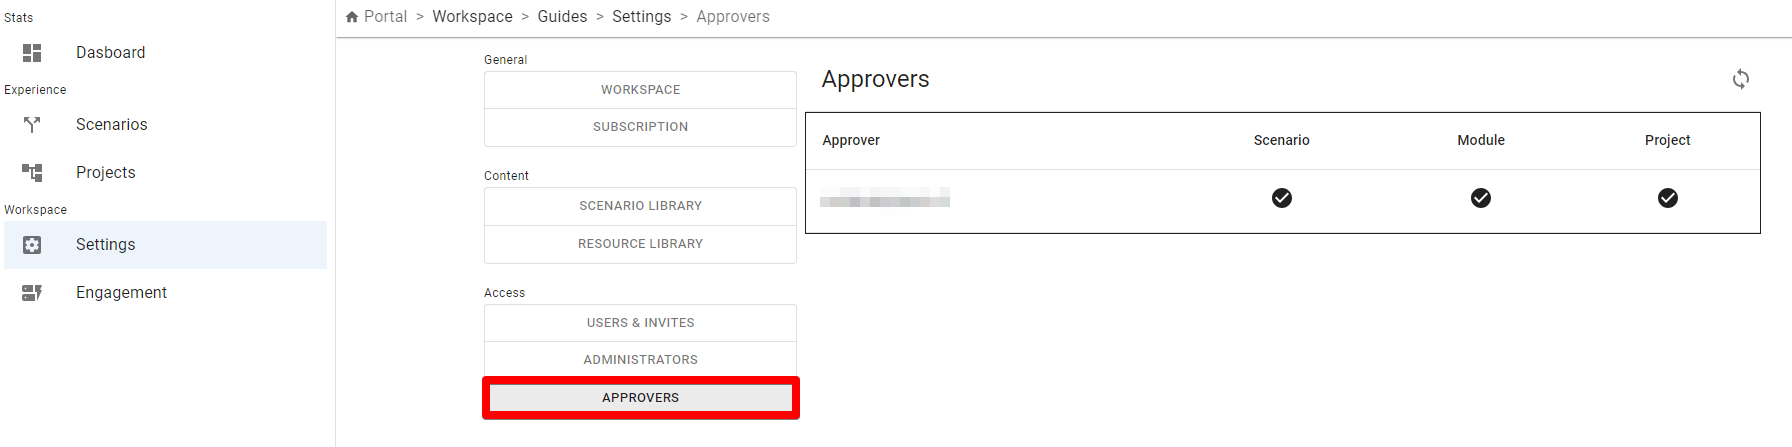 Stats
Dasboard
Experience
Scenarios
Projects
Workspace
Settings
Engagement
Portal > Workspace > Guides > Settings > Approvers
General
WORKSPACE
SUBSCRIPTION
Content
SCENARIO LIBRARY
RESOURCE LIBRARY
Access
USERS & INVITES
ADMINISTRATORS
APPROVERS
Approvers
Approver Scenario Module Project